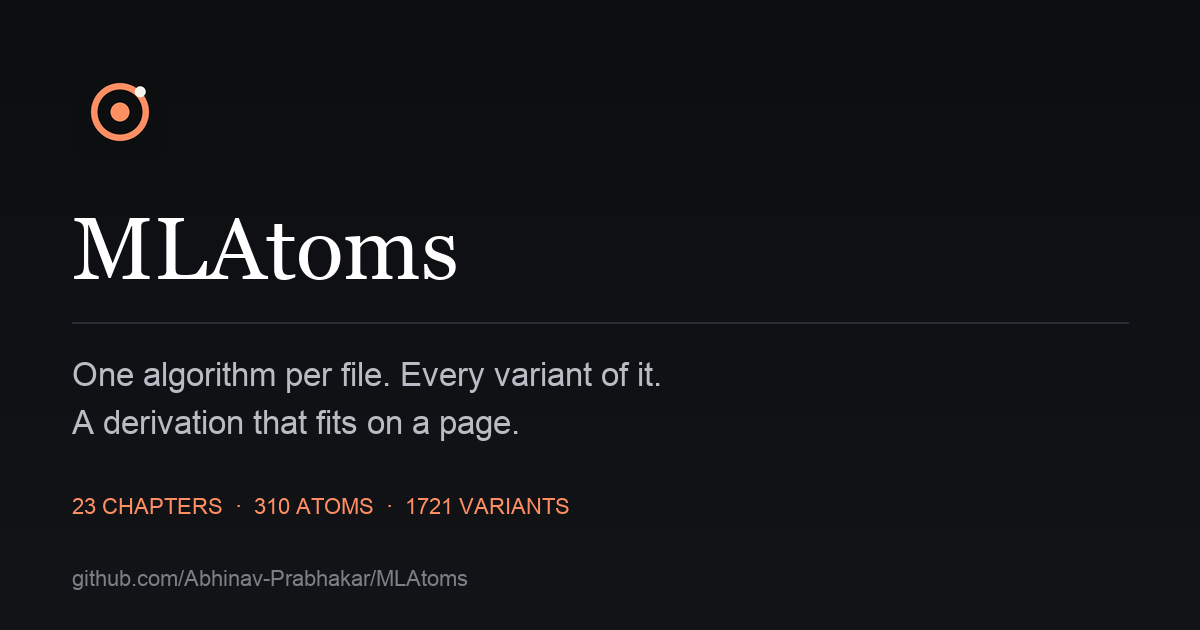 MLAtoms
One algorithm per file. Every variant of it.
A derivation that fits on a page.
23 CHAPTERS · 310 ATOMS · 1721 VARIANTS
github.com/Abhinav-Prabhakar/MLAtoms